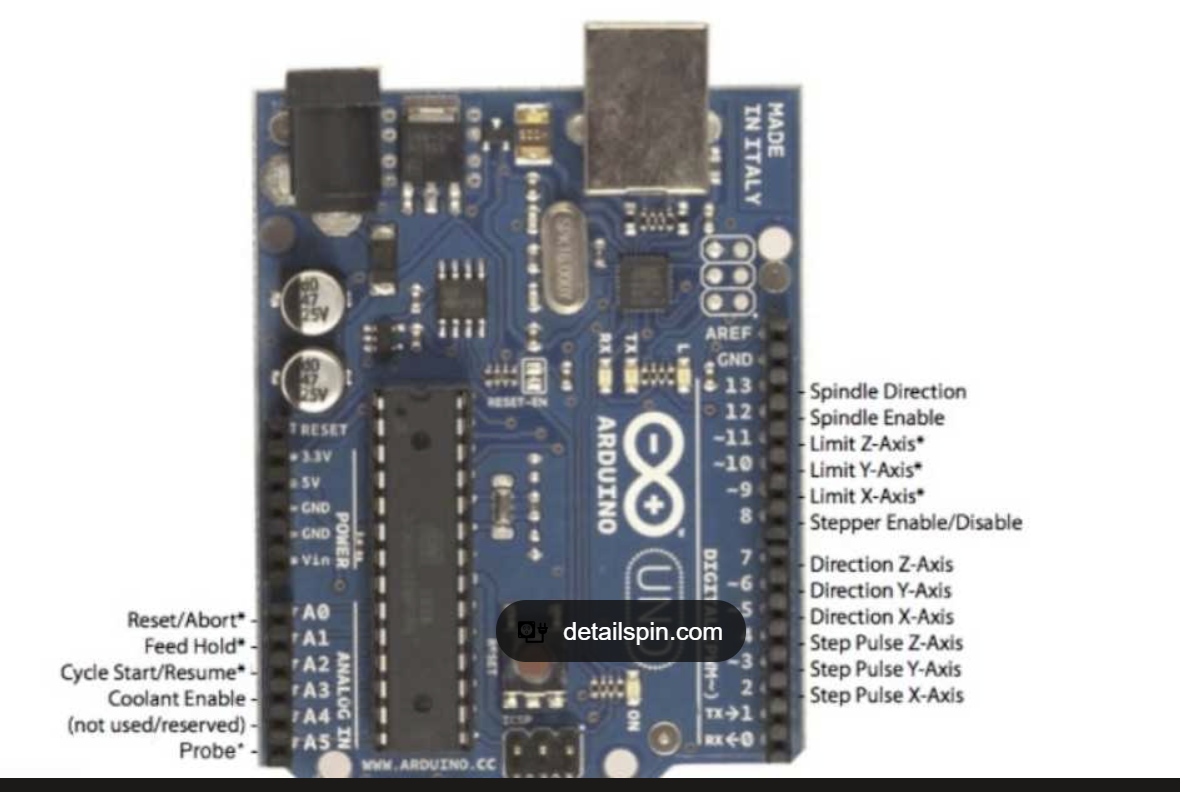 MADE
IN ITALY
AREF
GND
RX
TX
L
RESET-EN
ARDUINO
UNO
47
25V
47
25V
RESET
3.3V
5V
GND
GND
Vin
POWER
13
12
~11
~10
~9
8
7
~6
5
~3
2
TX→1
RX←0
Spindle Direction
Spindle Enable
Limit Z-Axis*
Limit Y-Axis*
Limit X-Axis*
Stepper Enable/Disable
Direction Z-Axis
Direction Y-Axis
Direction X-Axis
Step Pulse Z-Axis
Step Pulse Y-Axis
Step Pulse X-Axis
Reset/Abort*
Feed Hold*
Cycle Start/Resume*
Coolant Enable
(not used/reserved)
Probe*
A0
A1
A2
A3
A4
A5
ANALOG IN
detailspin.com
RESET
ICSP
ON
WWW.ARDUINO.CC